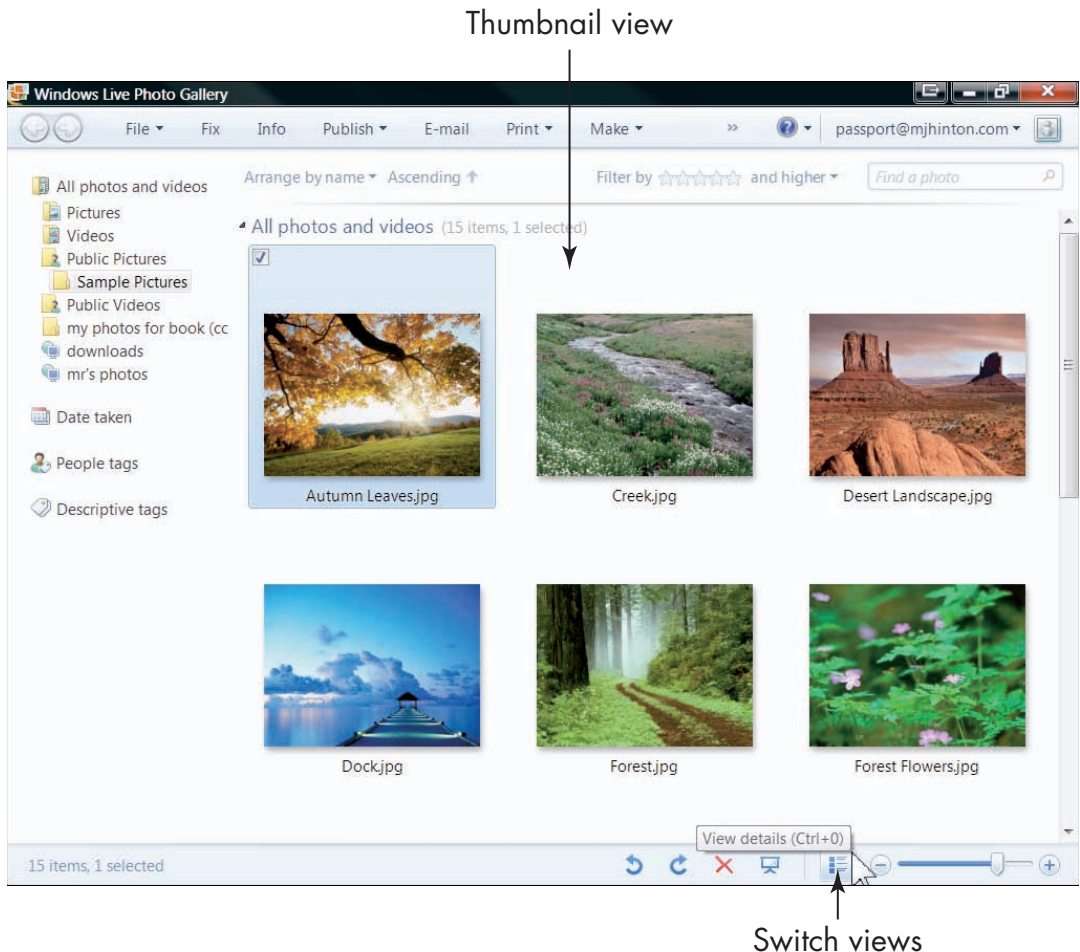 Thumbnail view
Windows Live Photo Gallery
File Fix Info Publish E-mail Print Make » passport@mjhinton.com
All photos and videos
Pictures
Videos
Public Pictures
Sample Pictures
Public Videos
my photos for book (cc
downloads
mr's photos
Date taken
People tags
Descriptive tags
Arrange by name Ascending Filter by and higher Find a photo
All photos and videos (15 items, 1 selected)
Autumn Leaves.jpg Creek.jpg Desert Landscape.jpg
Dock.jpg Forest.jpg Forest Flowers.jpg
View details (Ctrl+0)
15 items, 1 selected
Switch views